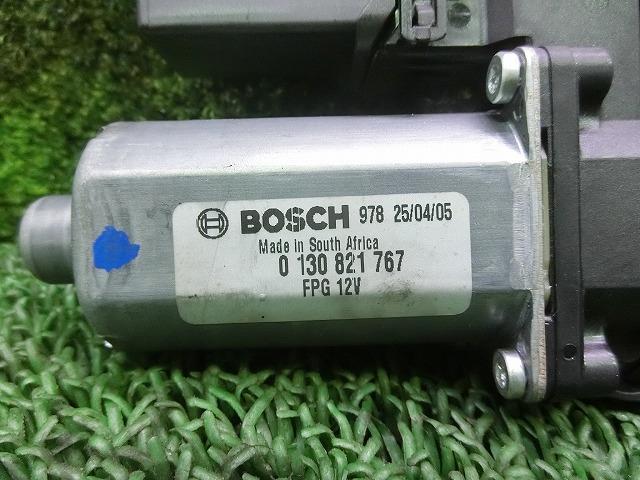 BOSCH 978 25/04/05
Made in South Africa
0 130 821 767
FPG 12V